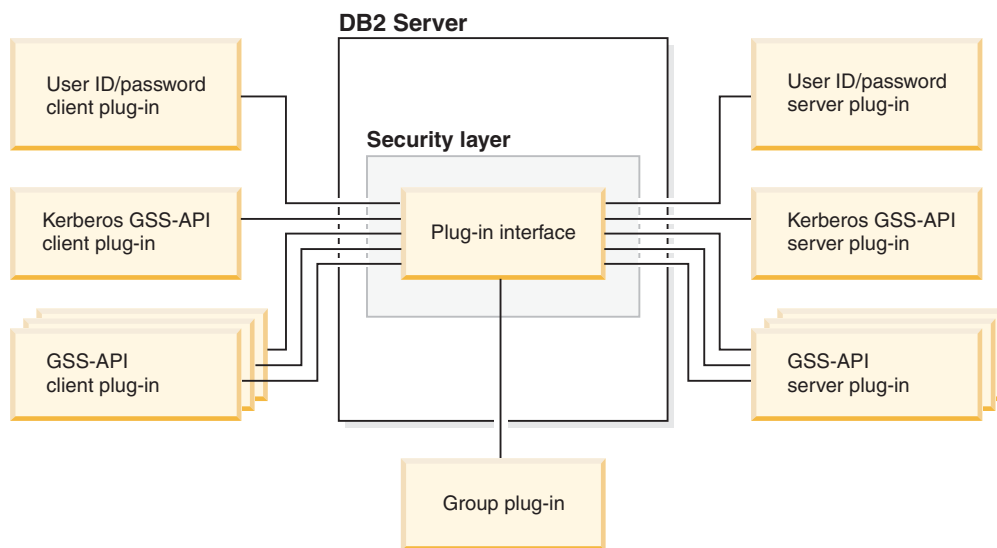 DB2 Server
User ID/password
client plug-in
User ID/password
server plug-in
Security layer
Kerberos GSS-API
client plug-in
Plug-in interface
Kerberos GSS-API
server plug-in
GSS-API
client plug-in
GSS-API
server plug-in
Group plug-in